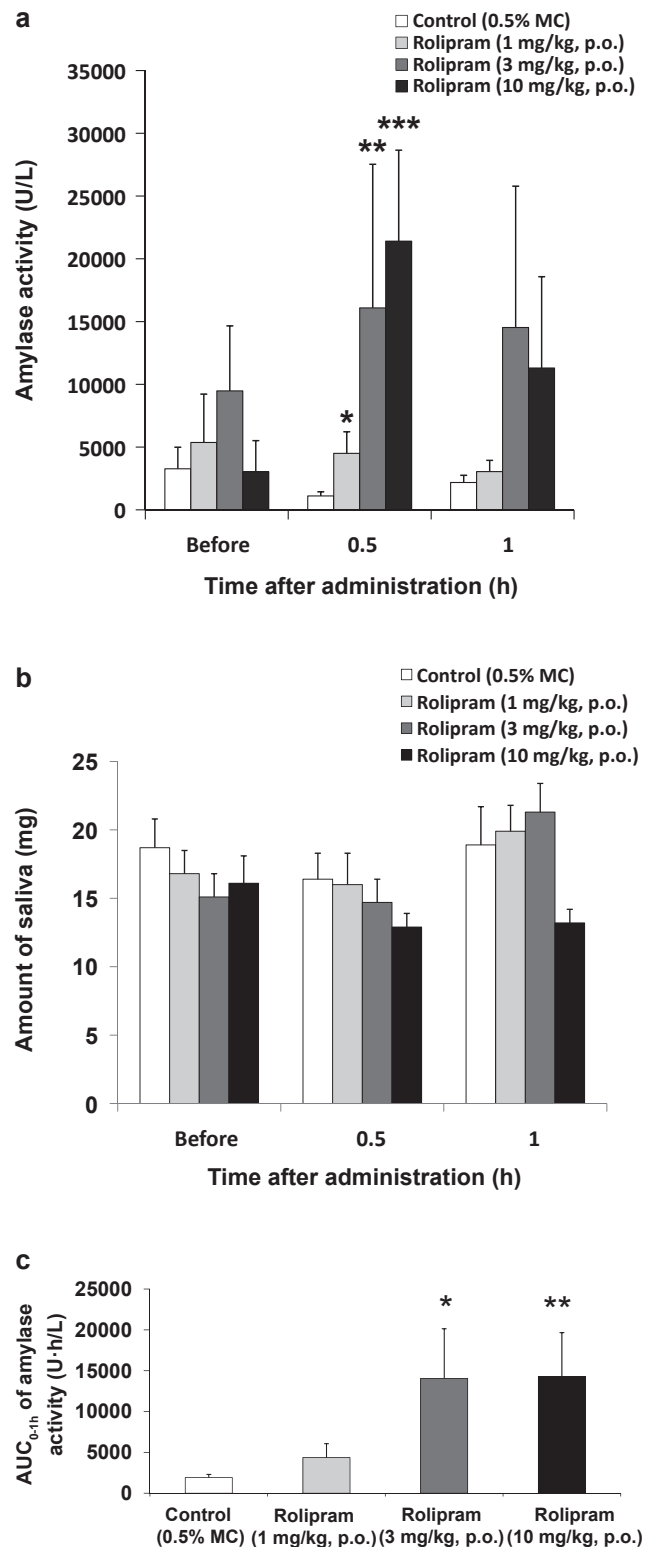 a
Control (0.5% MC)
Rolipram (1 mg/kg, p.o.)
Rolipram (3 mg/kg, p.o.)
Rolipram (10 mg/kg, p.o.)
Amylase activity (U/L)
35000
30000
25000
20000
15000
10000
5000
0
*
**
***
Before 0.5 1
Time after administration (h)
b
Control (0.5% MC)
Rolipram (1 mg/kg, p.o.)
Rolipram (3 mg/kg, p.o.)
Rolipram (10 mg/kg, p.o.)
Amount of saliva (mg)
25
20
15
10
5
0
Before 0.5 1
Time after administration (h)
c
AUC0-1h of amylase
activity (U·h/L)
25000
20000
15000
10000
5000
0
* **
Control Rolipram Rolipram Rolipram
(0.5% MC) (1 mg/kg, p.o.) (3 mg/kg, p.o.) (10 mg/kg, p.o.)